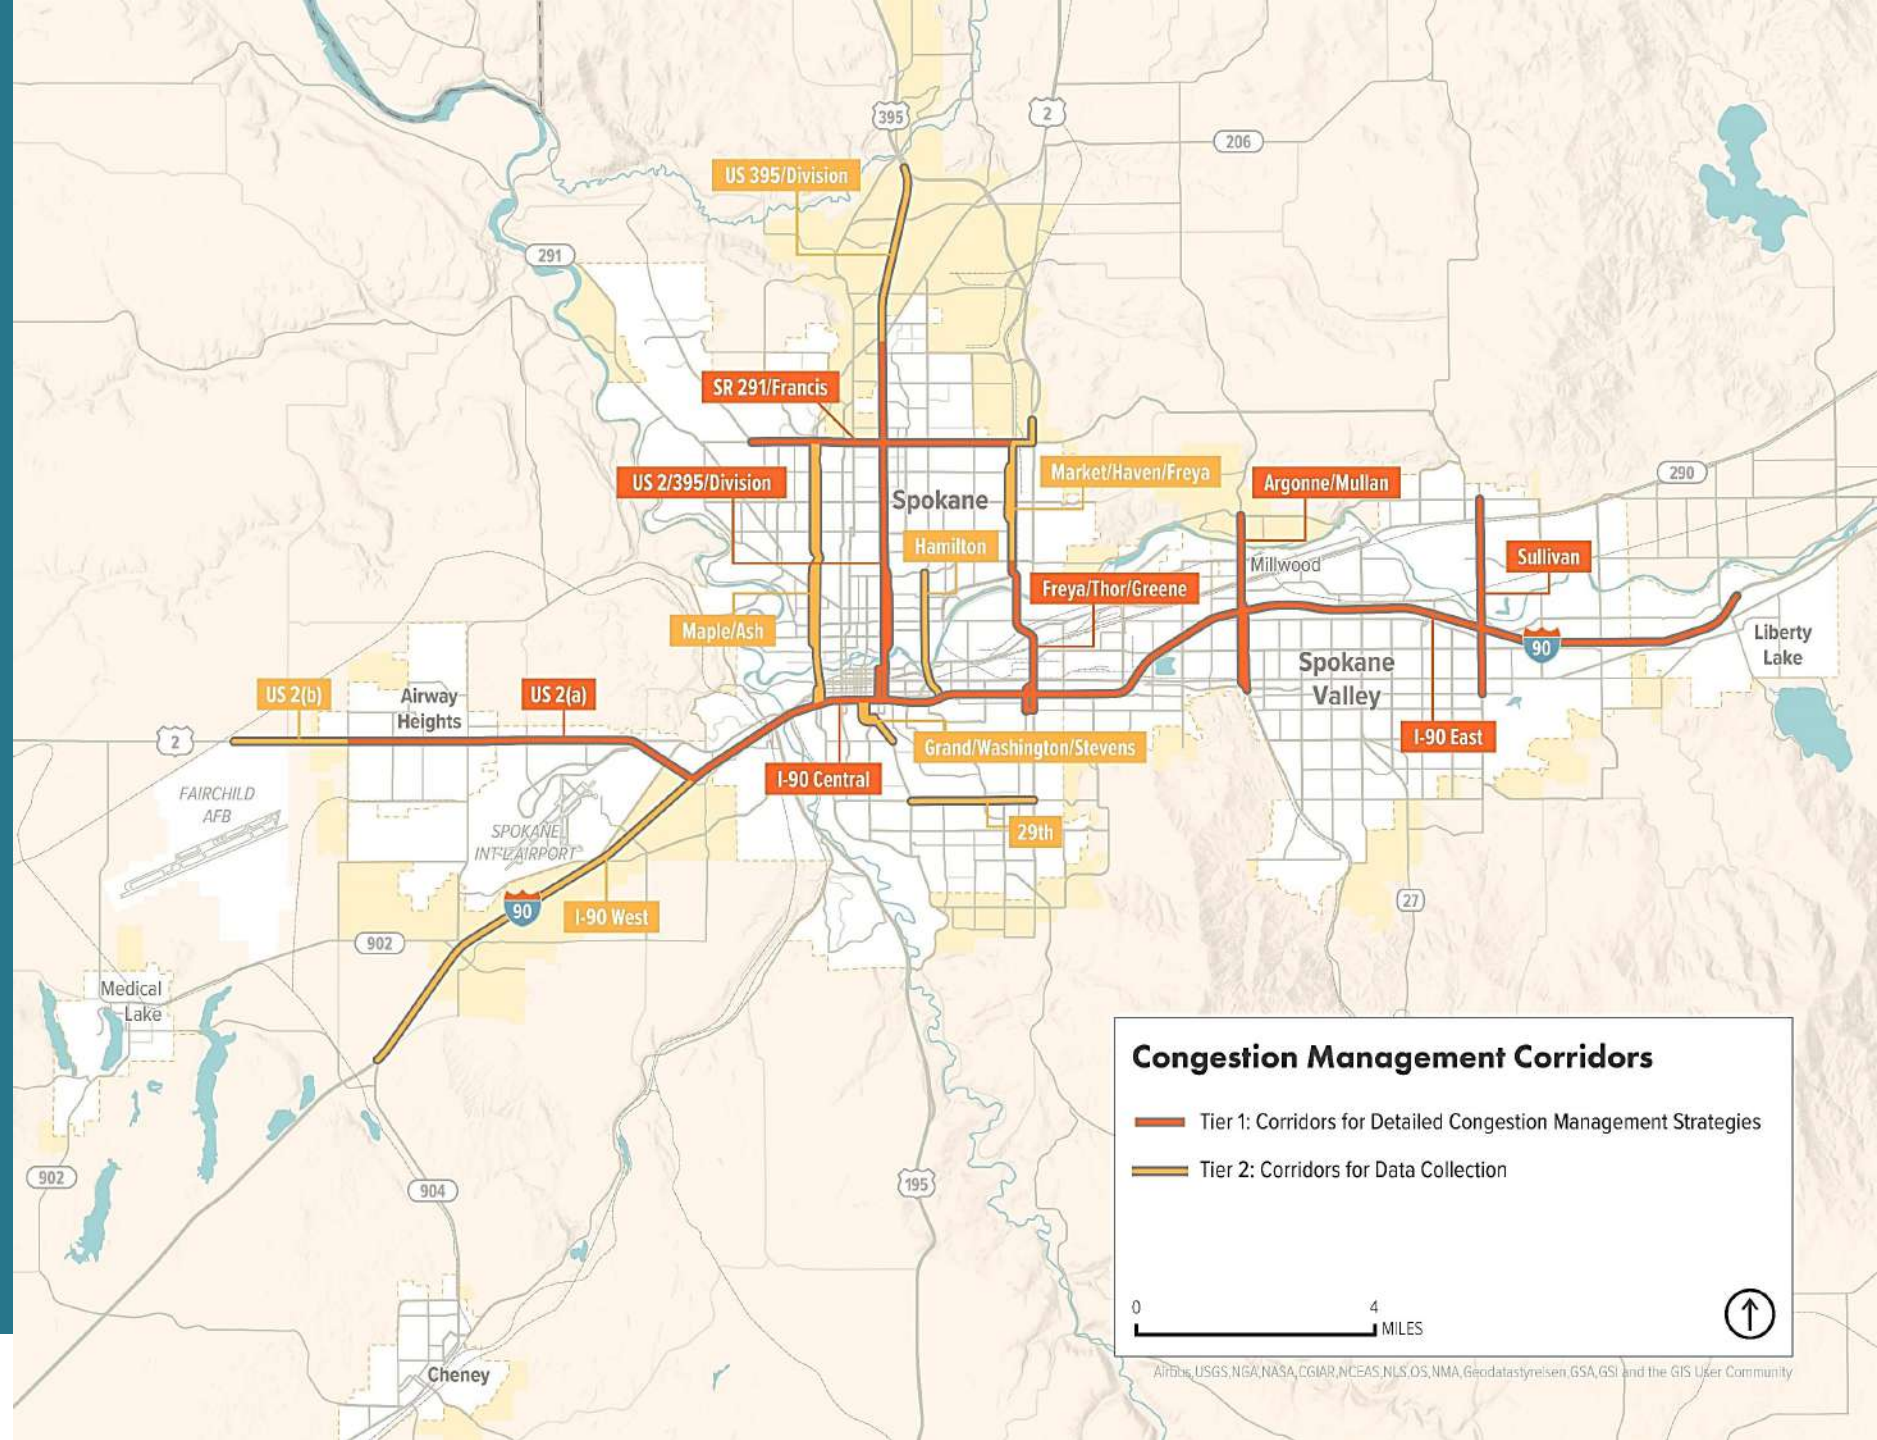 395
2
206
US 395/Division
291
SR 291/Francis
US 2/395/Division
Spokane
Market/Haven/Freya
Argonne/Mullan
290
Hamilton
Millwood
Sullivan
Freya/Thor/Greene
Maple/Ash
90
Liberty
Lake
Spokane
Valley
US 2(b)
Airway
Heights
US 2(a)
2
Grand/Washington/Stevens
I-90 East
I-90 Central
FAIRCHILD
AFB
SPOKANE
INT'L AIRPORT
29th
90
I-90 West
27
902
Medical
Lake
902
904
195
Cheney
Congestion Management Corridors
Tier 1: Corridors for Detailed Congestion Management Strategies
Tier 2: Corridors for Data Collection
0 4
MILES
Airbus,USGS,NGA,NASA,CGIAR,NCEAS,NLS,OS,NMA,Geodatastyrelsen,GSA,GSI and the GIS User Community